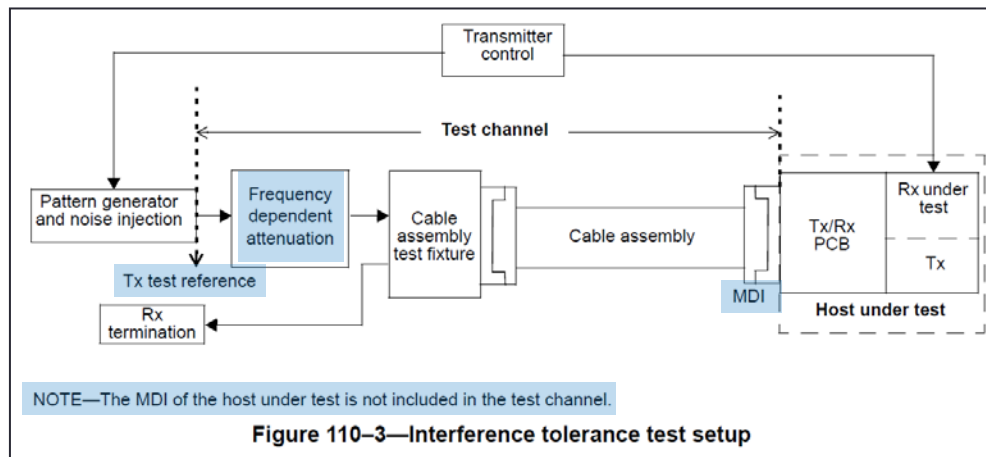 Transmitter
control
Test channel
Pattern generator
and noise injection
Frequency
dependent
attenuation
Cable
assembly
test fixture
Cable assembly
Tx/Rx
PCB
Rx under
test
Tx
Tx test reference
MDI
Host under test
Rx
termination
NOTE—The MDI of the host under test is not included in the test channel.
Figure 110–3—Interference tolerance test setup